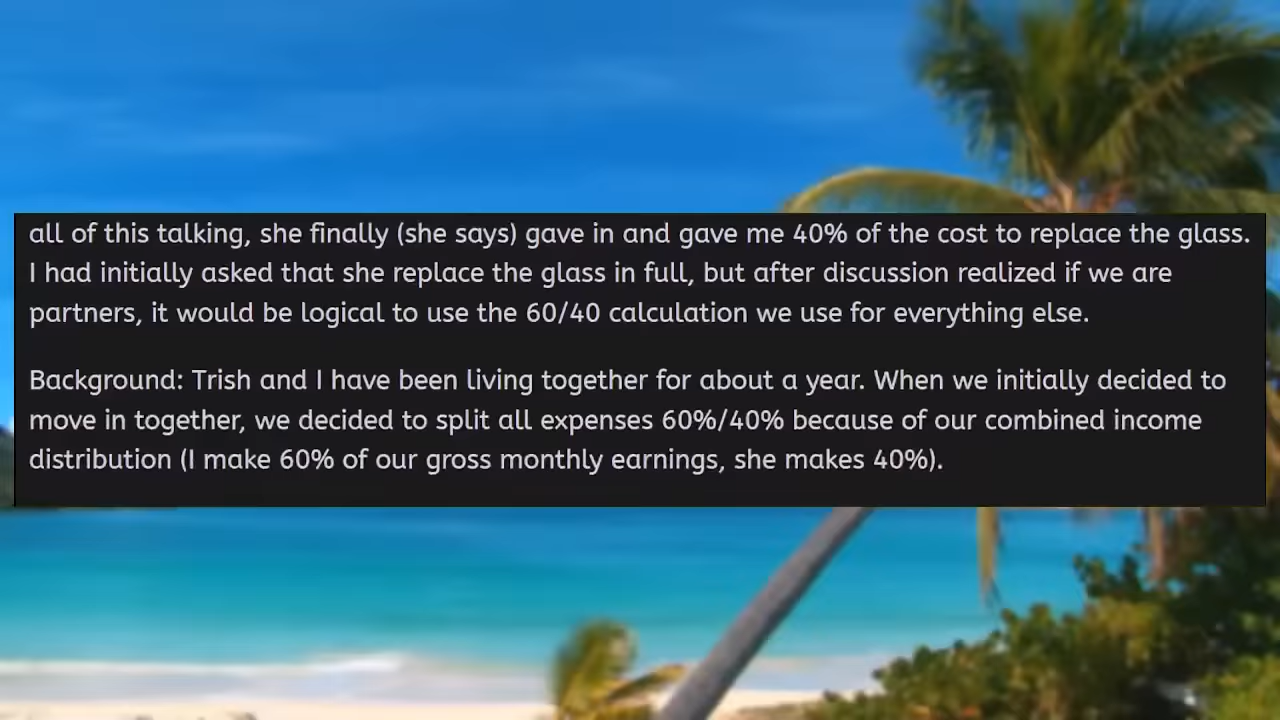 all of this talking, she finally (she says) gave in and gave me 40% of the cost to replace the glass.
I had initially asked that she replace the glass in full, but after discussion realized if we are
partners, it would be logical to use the 60/40 calculation we use for everything else.
Background: Trish and I have been living together for about a year. When we initially decided to
move in together, we decided to split all expenses 60%/40% because of our combined income
distribution (I make 60% of our gross monthly earnings, she makes 40%).